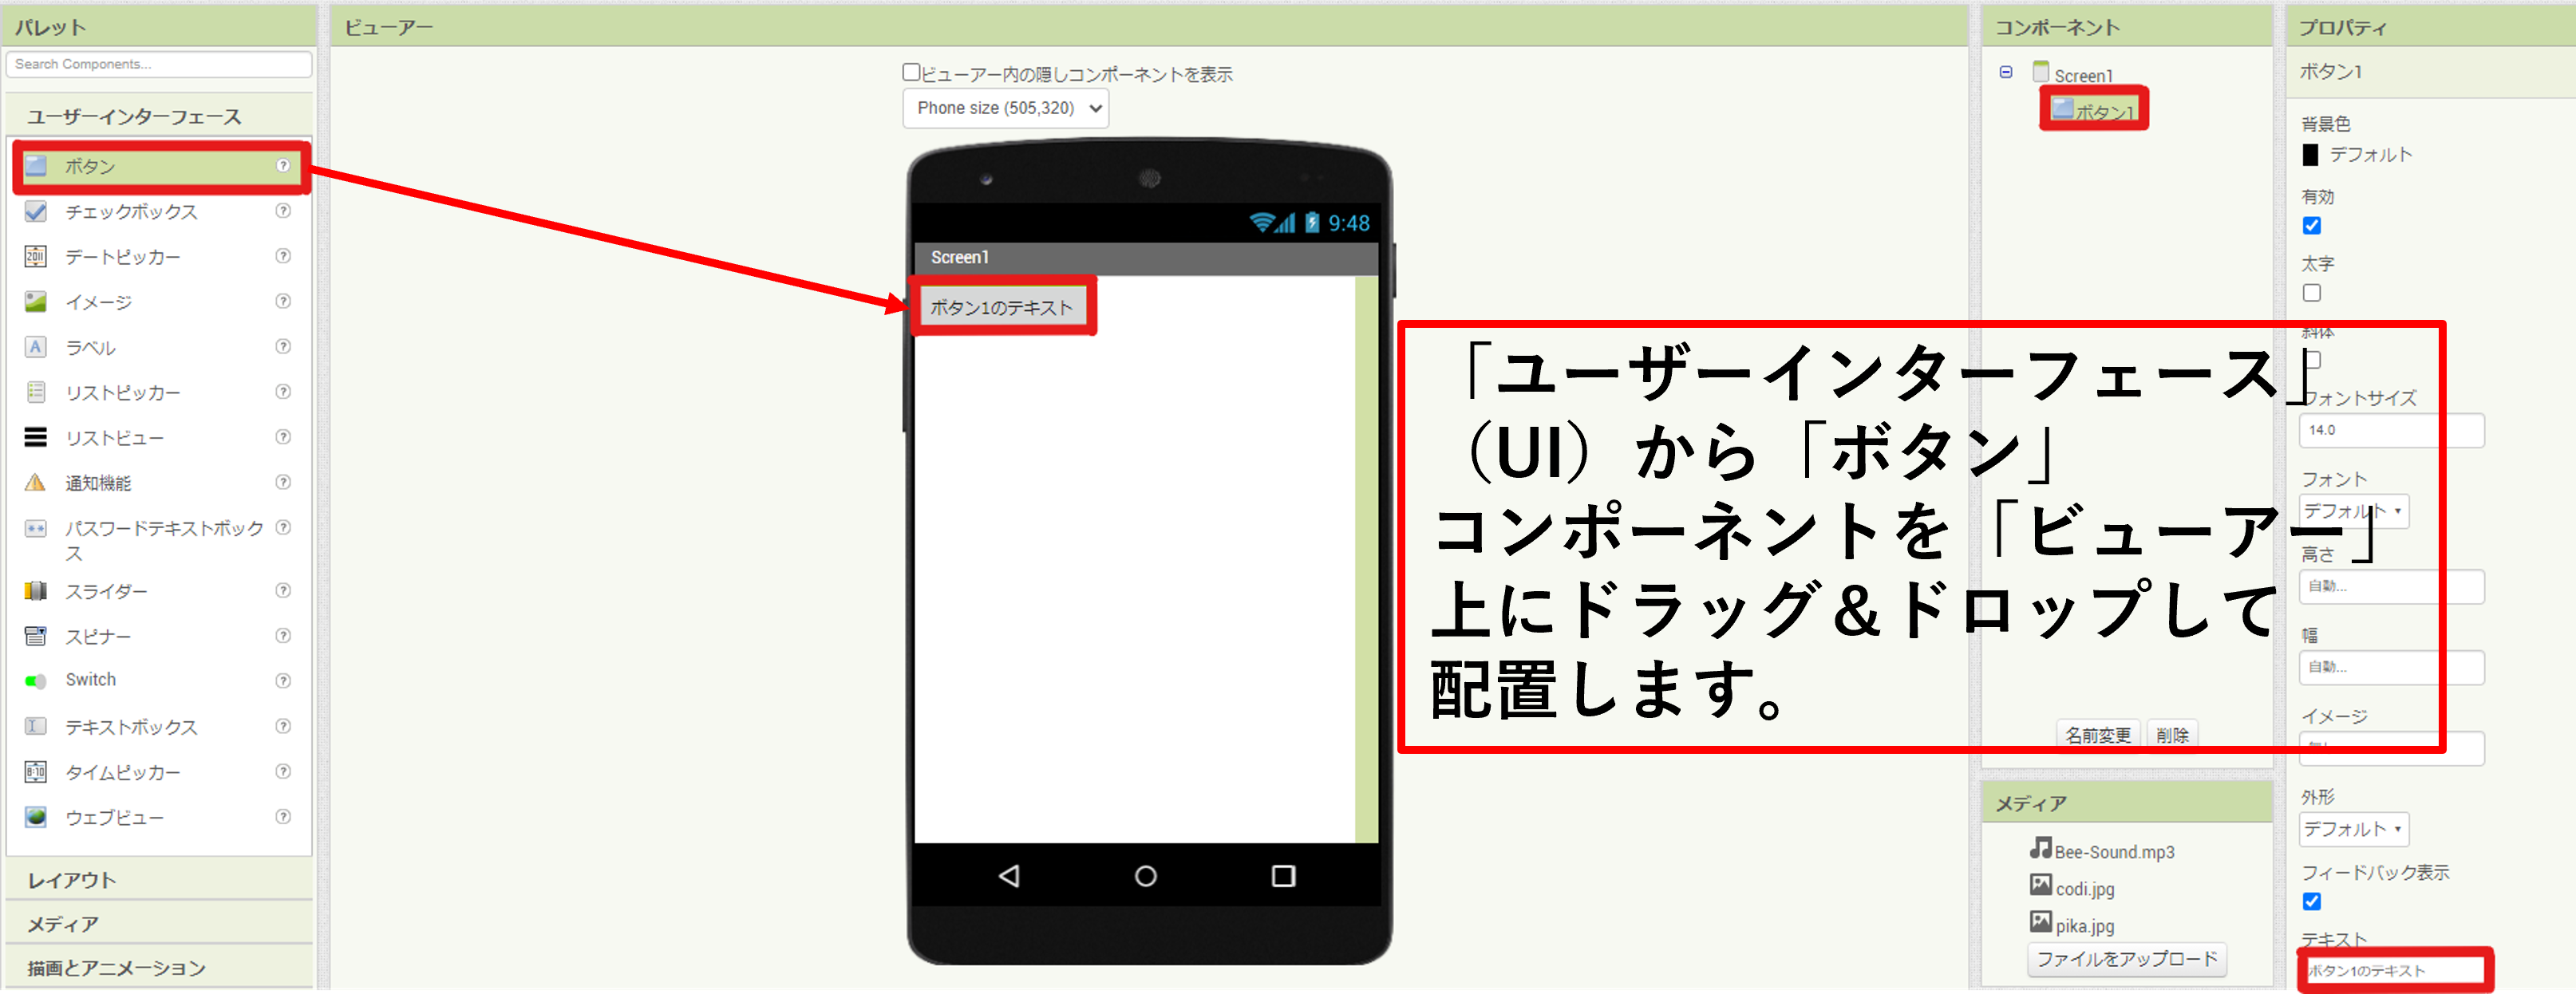 パレット
Search Components...
ユーザーインターフェース
ボタン
チェックボックス
デートピッカー
イメージ
ラベル
リストピッカー
リストビュー
通知機能
パスワードテキストボック
ス
スライダー
スピナー
Switch
テキストボックス
タイムピッカー
ウェブビュー
レイアウト
メディア
描画とアニメーション
ビューアー
ビューアー内の隠しコンポーネントを表示
Phone size (505,320)
9:48
Screen1
ボタン1のテキスト
「ユーザーインターフェース」
（UI）から「ボタン」
コンポーネントを「ビューアー」
上にドラッグ＆ドロップして
配置します。
コンポーネント
Screen1
ボタン1
名前変更 削除
メディア
Bee-Sound.mp3
codi.jpg
pika.jpg
ファイルをアップロード
プロパティ
ボタン1
背景色
デフォルト
有効
太字
斜体
フォントサイズ
14.0
フォント
デフォルト
高さ
自動...
幅
自動...
イメージ
外形
デフォルト
フィードバック表示
テキスト
ボタン1のテキスト